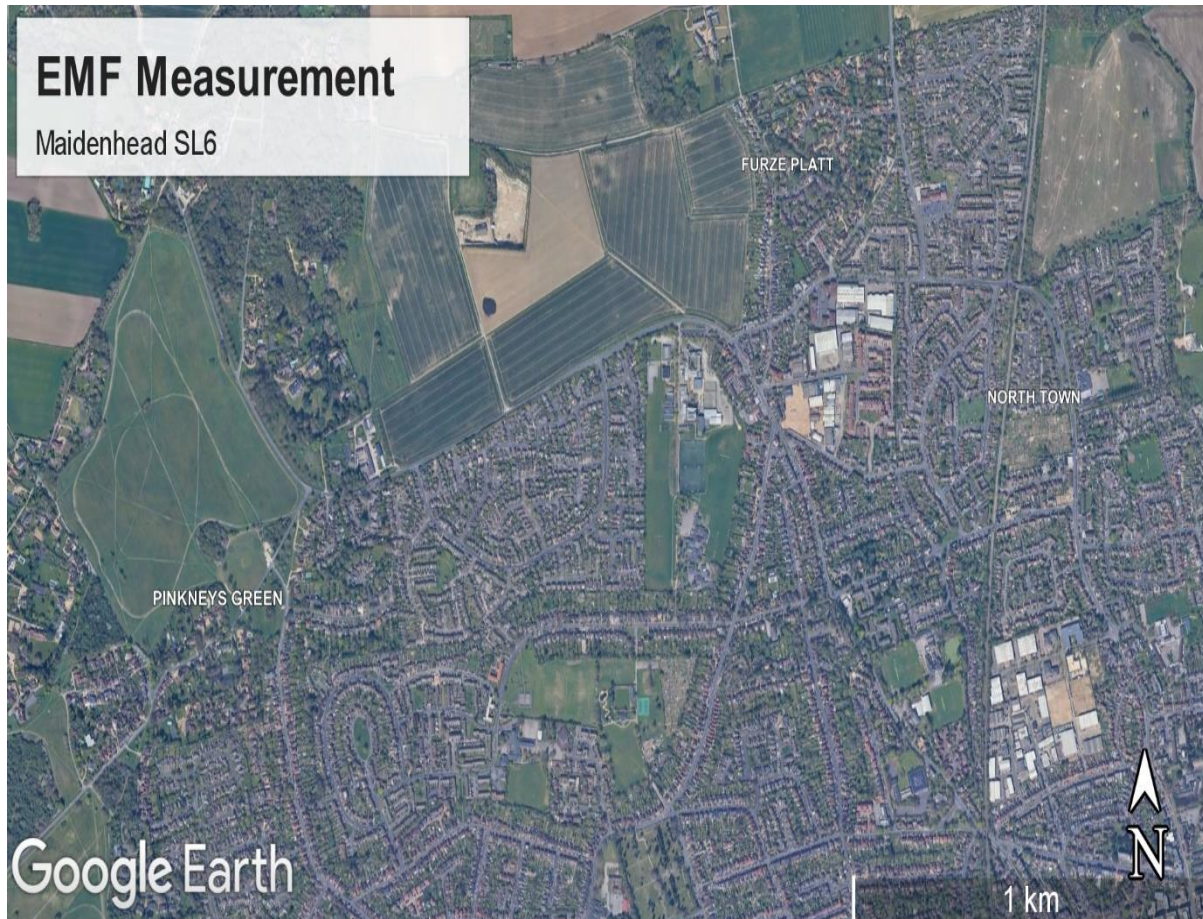 EMF Measurement
Maidenhead SL6
FURZE PLATT
NORTH TOWN
PINKNEYS GREEN
Google Earth
N
1 km